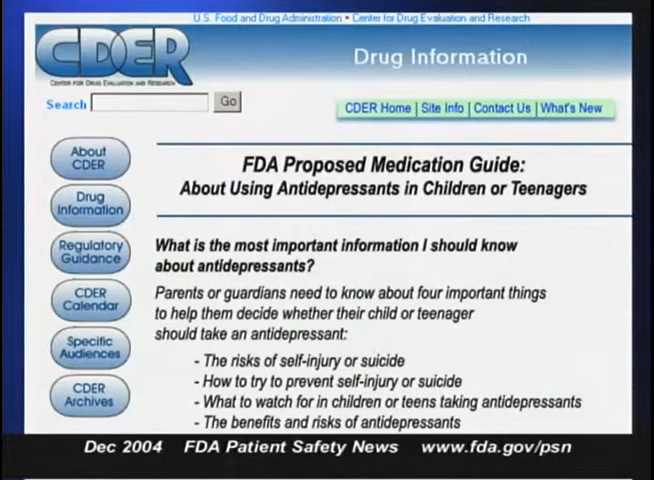 U.S. Food and Drug Administration • Center for Drug Evaluation and Research
CDER
CENTER FOR DRUG EVALUATION AND RESEARCH
Drug Information
Search Go
CDER Home | Site Info | Contact Us | What's New
About
CDER
Drug
Information
Regulatory
Guidance
CDER
Calendar
Specific
Audiences
CDER
Archives
FDA Proposed Medication Guide:
About Using Antidepressants in Children or Teenagers
What is the most important information I should know
about antidepressants?
Parents or guardians need to know about four important things
to help them decide whether their child or teenager
should take an antidepressant:
- The risks of self-injury or suicide
- How to try to prevent self-injury or suicide
- What to watch for in children or teens taking antidepressants
- The benefits and risks of antidepressants
Dec 2004 FDA Patient Safety News www.fda.gov/psn